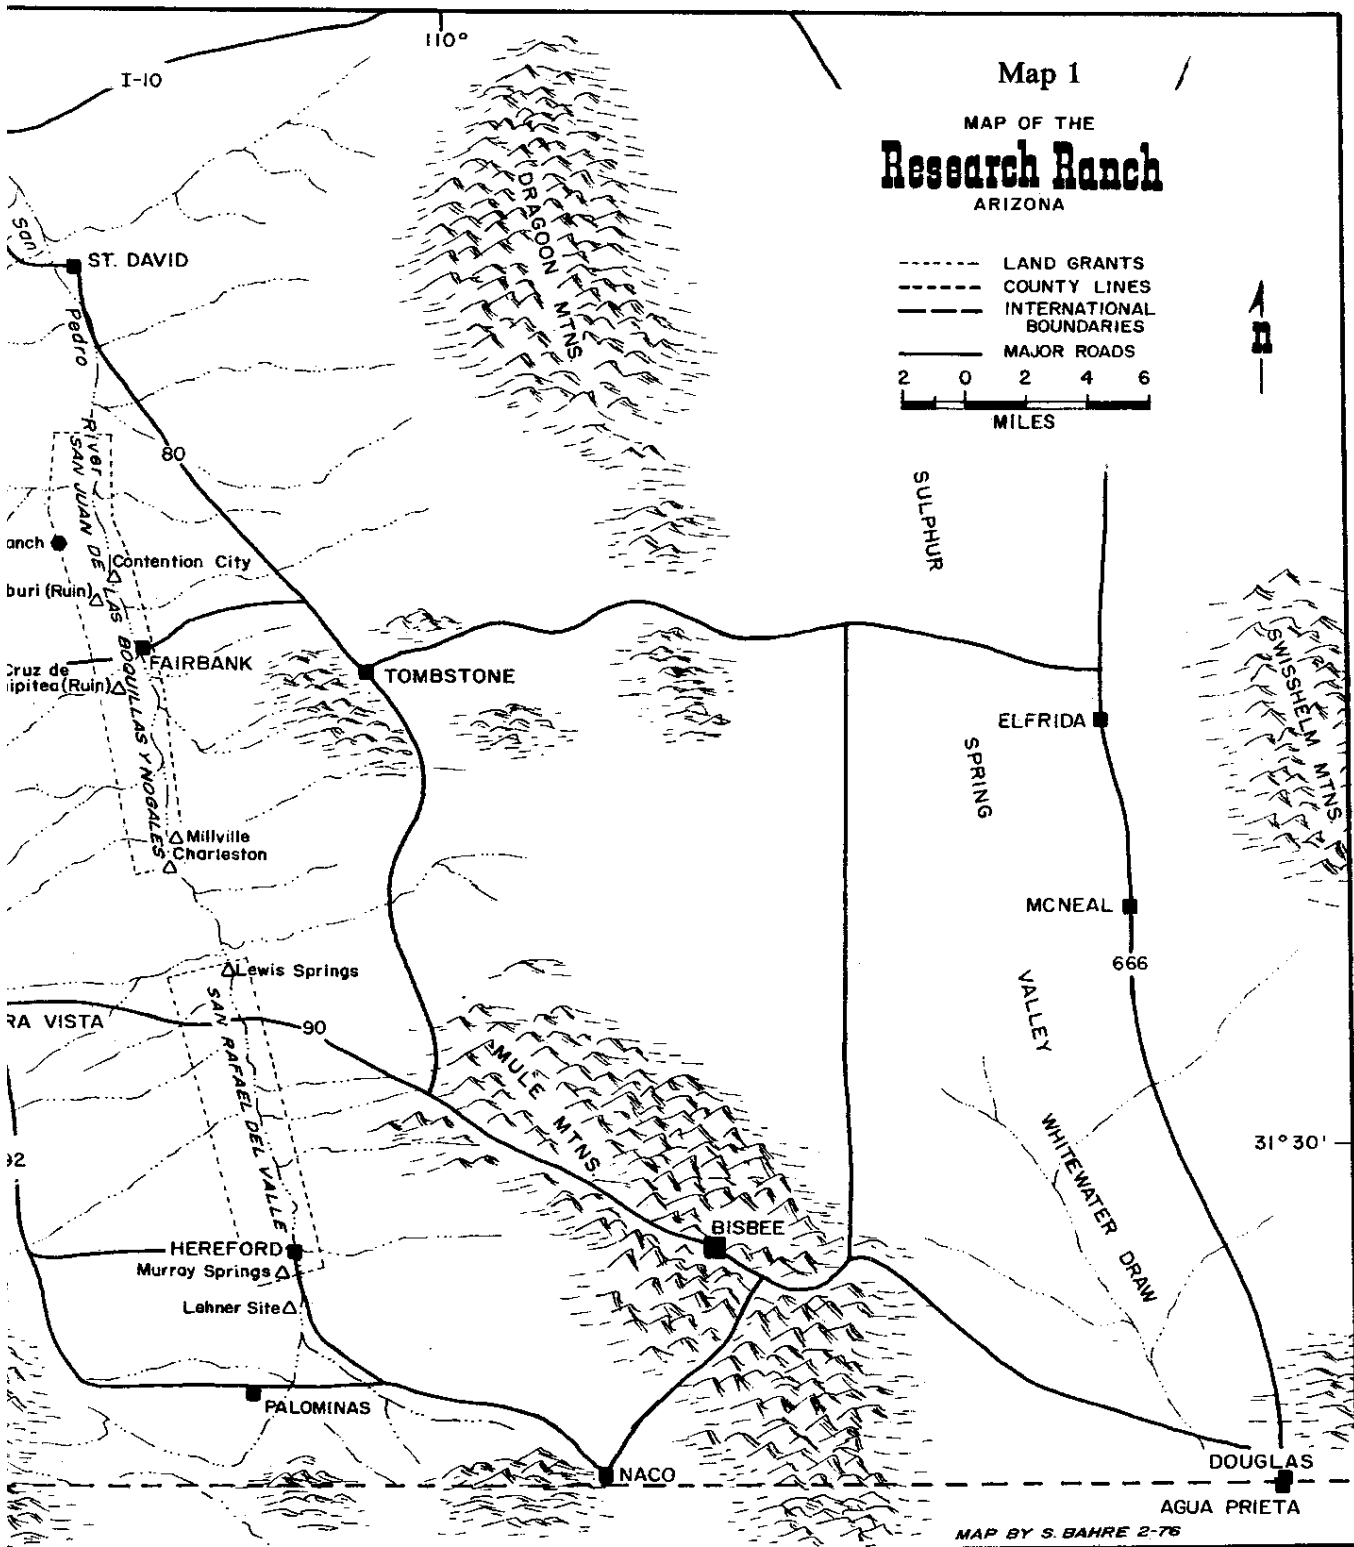 110°
I-10
Map 1
MAP OF THE
Research Ranch
ARIZONA
LAND GRANTS
COUNTY LINES
INTERNATIONAL
BOUNDARIES
MAJOR ROADS
2 0 2 4 6
MILES
n
DRAGOON MTNS.
San Pedro River
ST. DAVID
80
SAN JUAN DE LAS BOQUILLAS Y NOGALES
SULPHUR SPRING VALLEY
anch
Contention City
buri (Ruin)
FAIRBANK
Cruz de
ipitea (Ruin)
TOMBSTONE
SWISSHELM MTNS.
ELFRIDA
Millville
Charleston
MCNEAL
666
Lewis Springs
RA VISTA
90
SAN RAFAEL DEL VALLE
MULE MTNS.
WHITEWATER DRAW
31° 30'
92
BISBEE
HEREFORD
Murray Springs
Lehner Site
PALOMINAS
NACO
DOUGLAS
AGUA PRIETA
MAP BY S. BAHRE 2-76